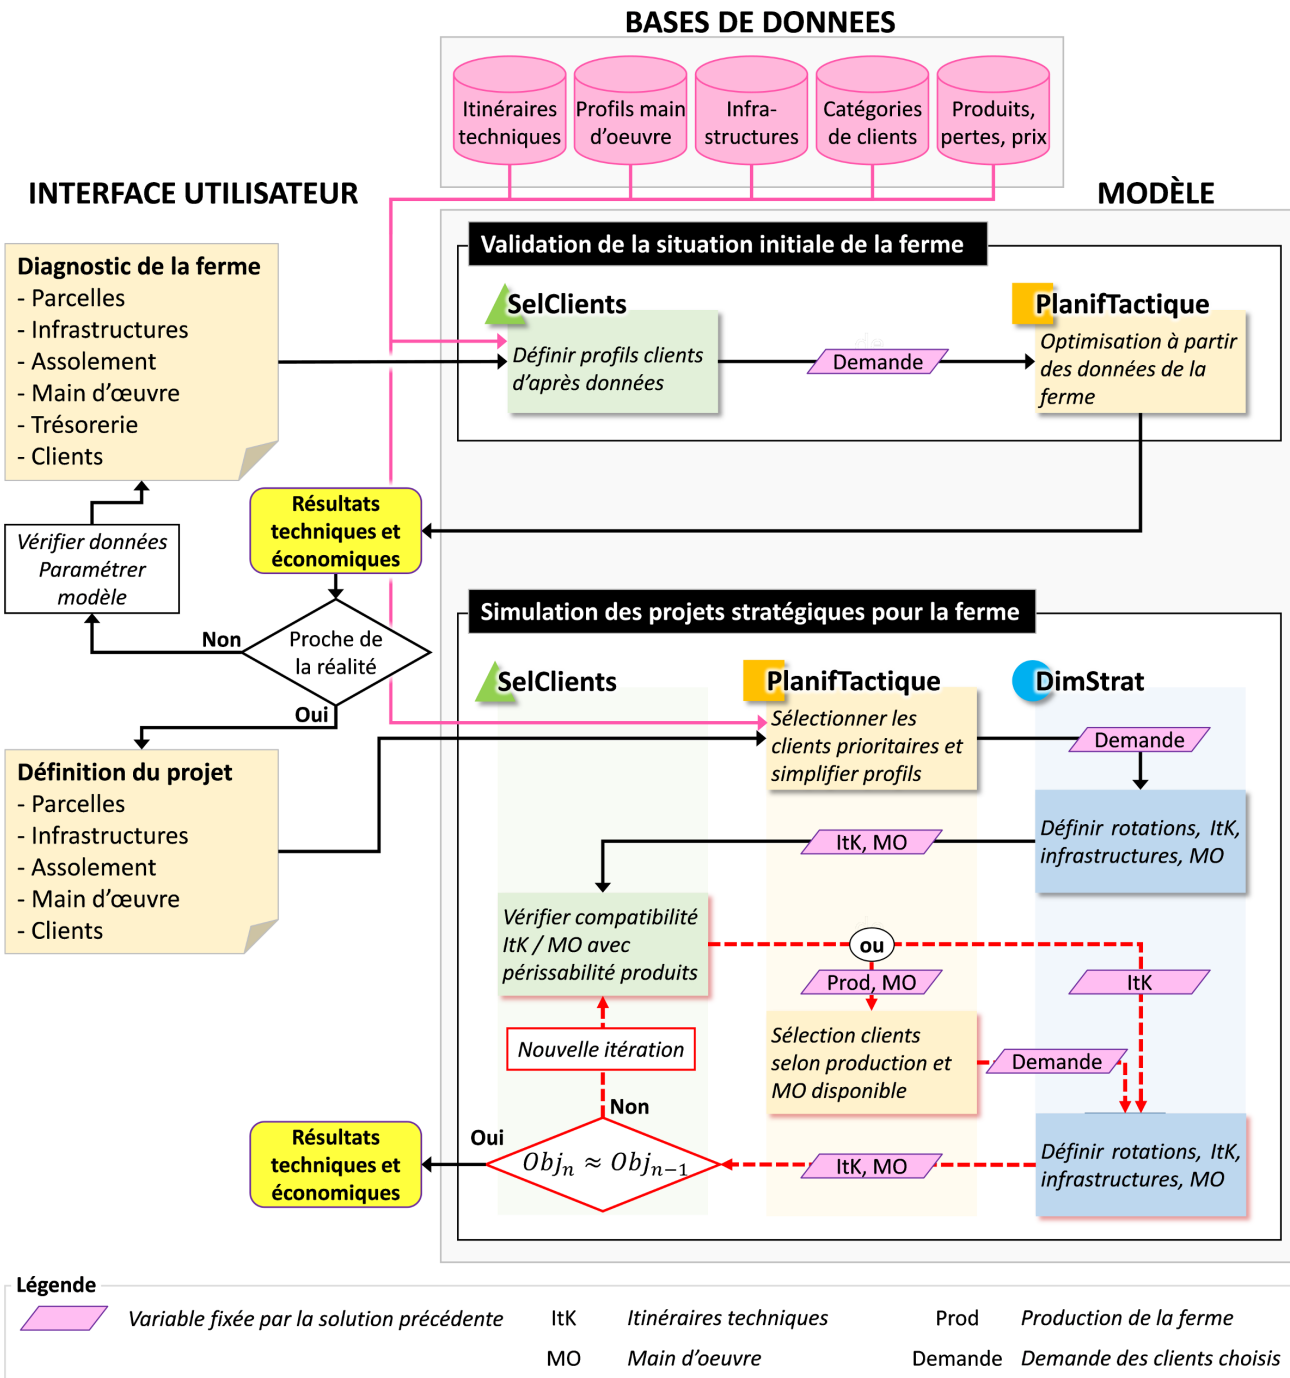 BASES DE DONNEES
Itinéraires
techniques
Profils main
d'oeuvre
Infra-
structures
Catégories
de clients
Produits,
pertes, prix
INTERFACE UTILISATEUR
MODÈLE
Diagnostic de la ferme
- Parcelles
- Infrastructures
- Assolement
- Main d'œuvre
- Trésorerie
- Clients
Validation de la situation initiale de la ferme
SelClients
Définir profils clients
d'après données
Demande
PlanifTactique
Optimisation à partir
des données de la
ferme
Résultats
techniques et
économiques
Vérifier données
Paramétrer
modèle
Non
Proche de
la réalité
Oui
Définition du projet
- Parcelles
- Infrastructures
- Assolement
- Main d'œuvre
- Clients
Simulation des projets stratégiques pour la ferme
SelClients
PlanifTactique
DimStrat
Sélectionner les
clients prioritaires et
simplifier profils
Demande
Définir rotations, ItK,
infrastructures, MO
ItK, MO
Vérifier compatibilité
ItK / MO avec
périssabilité produits
ou
Prod, MO
ItK
Sélection clients
selon production et
MO disponible
Demande
Nouvelle itération
Non
Définir rotations, ItK,
infrastructures, MO
ItK, MO
Objₙ ≈ Objₙ₋₁
Oui
Résultats
techniques et
économiques
Légende
Variable fixée par la solution précédente
ItK Itinéraires techniques
Prod Production de la ferme
MO Main d'oeuvre
Demande Demande des clients choisis